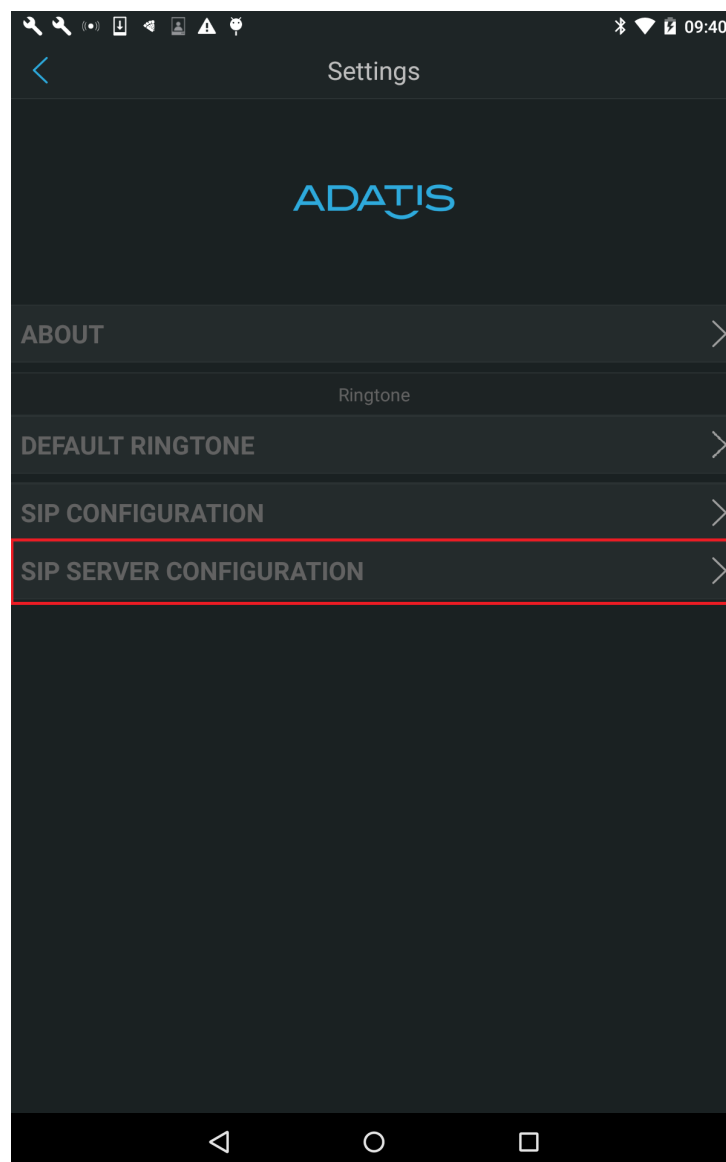 09:40
Settings
ADATIS
ABOUT
Ringtone
DEFAULT RINGTONE
SIP CONFIGURATION
SIP SERVER CONFIGURATION